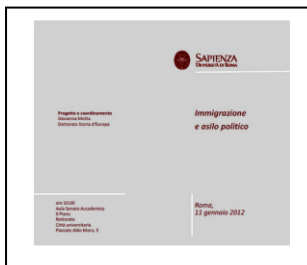 SAPIENZA
UNIVERSITÀ DI ROMA
Progetto e coordinamento
Giovanna Motta
Dottorato Storia d'Europa
Immigrazione
e asilo politico
ore 10.00
Aula Senato Accademico
II Piano
Rettorato
Città universitaria
Piazzale Aldo Moro, 5
Roma,
11 gennaio 2012